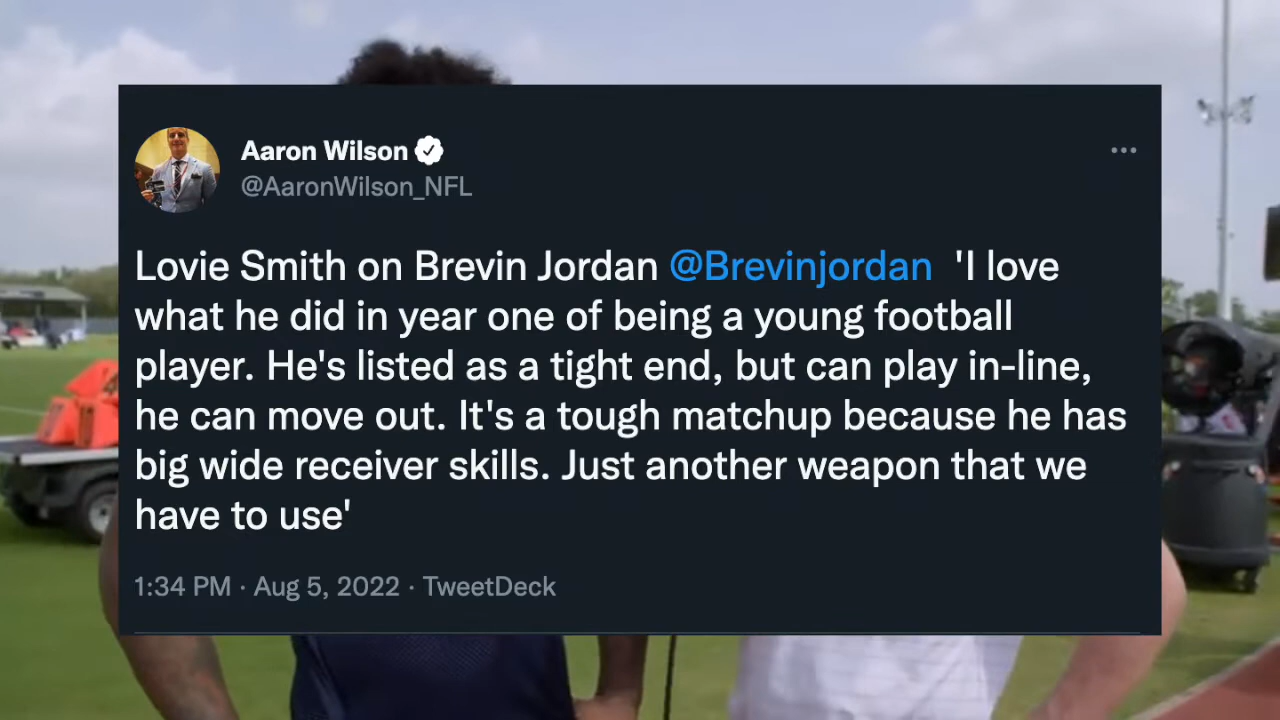 Aaron Wilson
@AaronWilson_NFL
Lovie Smith on Brevin Jordan @Brevinjordan 'I love
what he did in year one of being a young football
player. He's listed as a tight end, but can play in-line,
he can move out. It's a tough matchup because he has
big wide receiver skills. Just another weapon that we
have to use'
1:34 PM · Aug 5, 2022 · TweetDeck